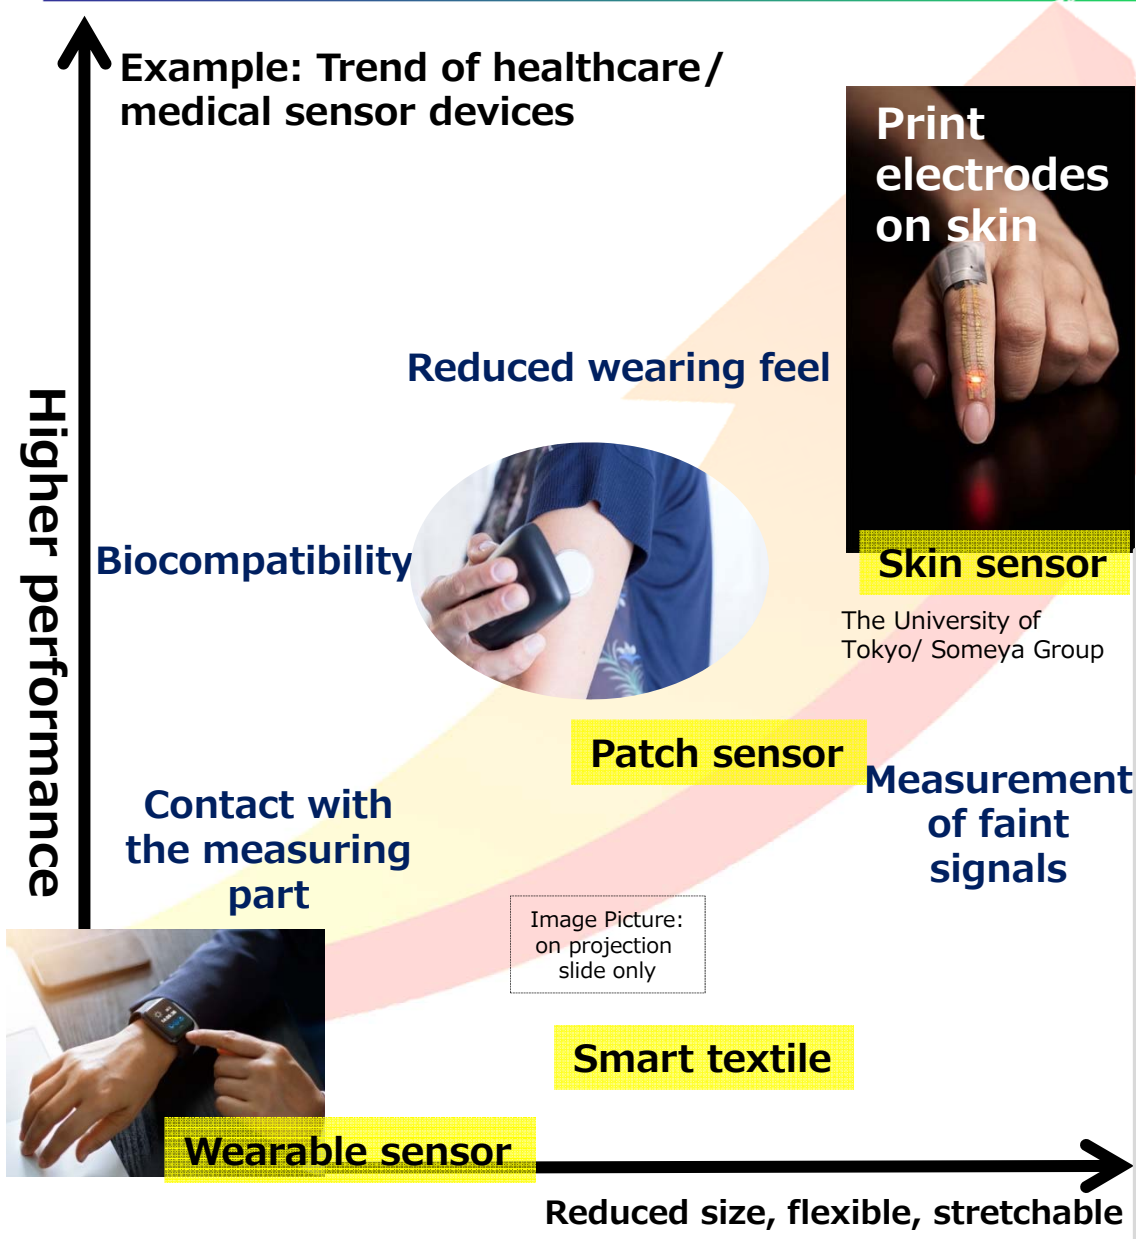 Example: Trend of healthcare/
medical sensor devices
Print
electrodes
on skin
Reduced wearing feel
Higher performance
Biocompatibility
Skin sensor
The University of
Tokyo/ Someya Group
Patch sensor
Contact with
the measuring
part
Measurement
of faint
signals
Image Picture:
on projection
slide only
Smart textile
Wearable sensor
Reduced size, flexible, stretchable